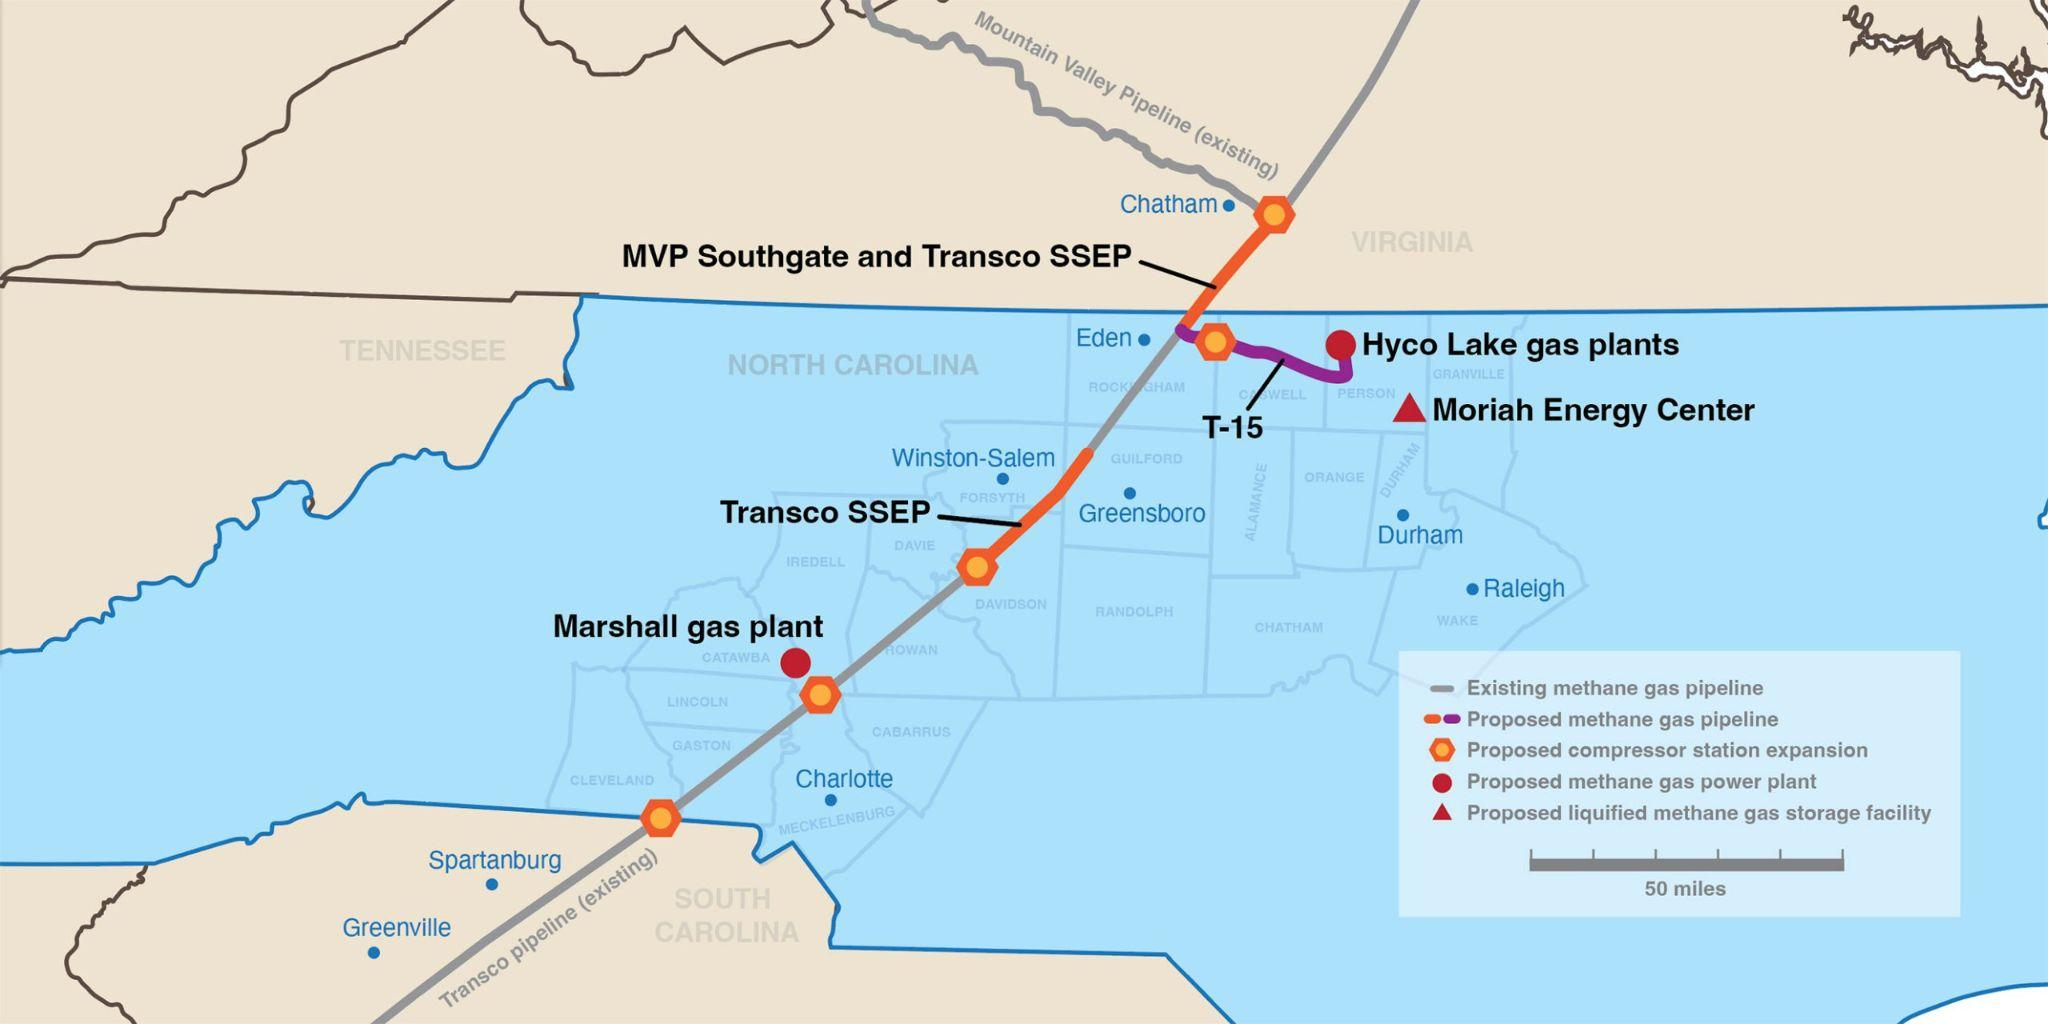 Mountain Valley Pipeline (existing)
Chatham
MVP Southgate and Transco SSEP
VIRGINIA
TENNESSEE
NORTH CAROLINA
Eden
Hyco Lake gas plants
ROCKINGHAM
CASWELL
PERSON
GRANVILLE
T-15
Moriah Energy Center
Winston-Salem
FORSYTH
GUILFORD
Greensboro
ALAMANCE
ORANGE
DURHAM
Durham
Transco SSEP
DAVIE
IREDELL
DAVIDSON
RANDOLPH
CHATHAM
Raleigh
WAKE
Marshall gas plant
CATAWBA
ROWAN
LINCOLN
GASTON
CABARRUS
CLEVELAND
Charlotte
MECKELENBURG
Spartanburg
Greenville
Transco pipeline (existing)
SOUTH
CAROLINA
Existing methane gas pipeline
Proposed methane gas pipeline
Proposed compressor station expansion
Proposed methane gas power plant
Proposed liquified methane gas storage facility
50 miles